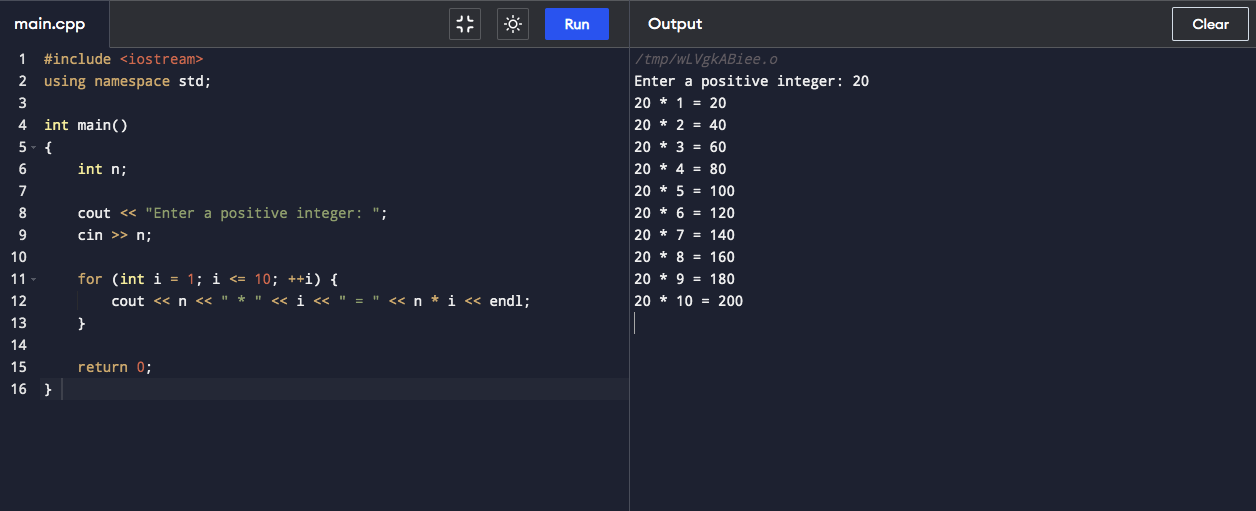 main.cpp
Run
1 #include <iostream>
2 using namespace std;
3
4 int main()
5 {
6     int n;
7
8     cout << "Enter a positive integer: ";
9     cin >> n;
10
11     for (int i = 1; i <= 10; ++i) {
12         cout << n << " * " << i << " = " << n * i << endl;
13     }
14
15     return 0;
16 }
Output
Clear
/tmp/wLVgkABiee.o
Enter a positive integer: 20
20 * 1 = 20
20 * 2 = 40
20 * 3 = 60
20 * 4 = 80
20 * 5 = 100
20 * 6 = 120
20 * 7 = 140
20 * 8 = 160
20 * 9 = 180
20 * 10 = 200